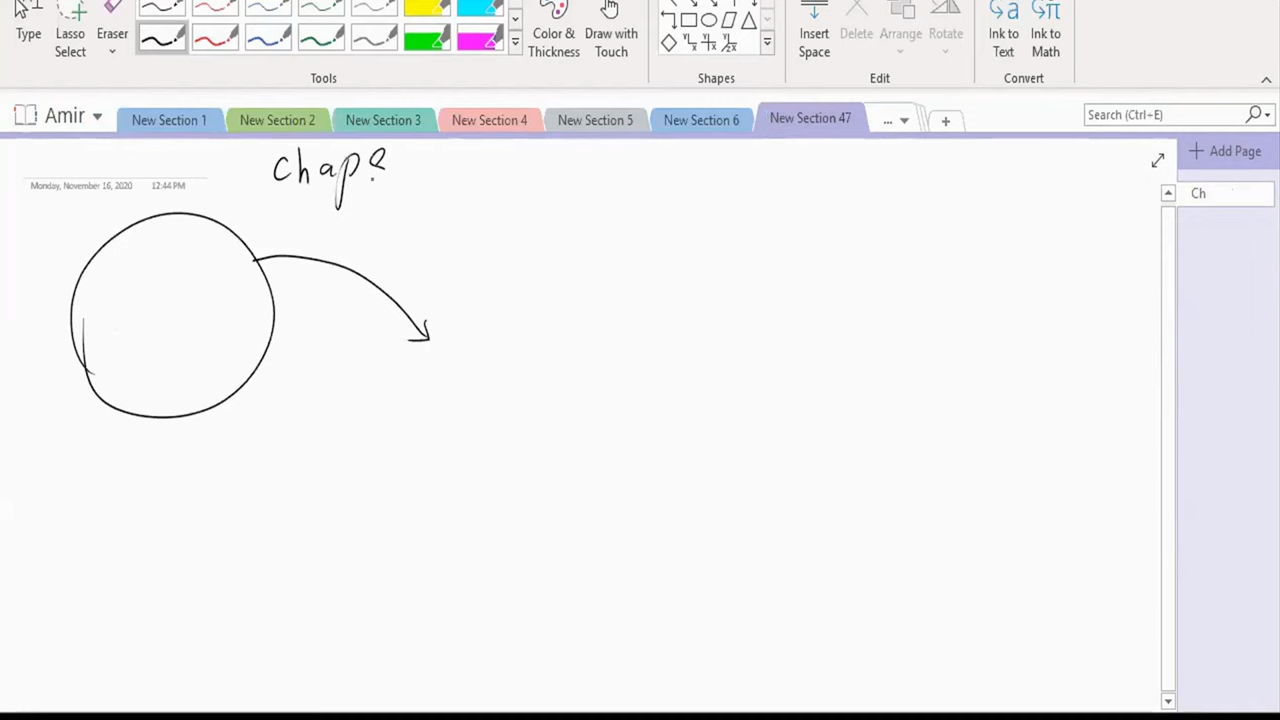 Type
Lasso Select
Eraser
Color & Thickness
Draw with Touch
Insert Space
Delete
Arrange
Rotate
Ink to Text
Ink to Math
Tools
Shapes
Edit
Convert
Amir
New Section 1
New Section 2
New Section 3
New Section 4
New Section 5
New Section 6
New Section 47
...
Search (Ctrl+E)
Add Page
Ch
Monday, November 16, 2020
12:44 PM